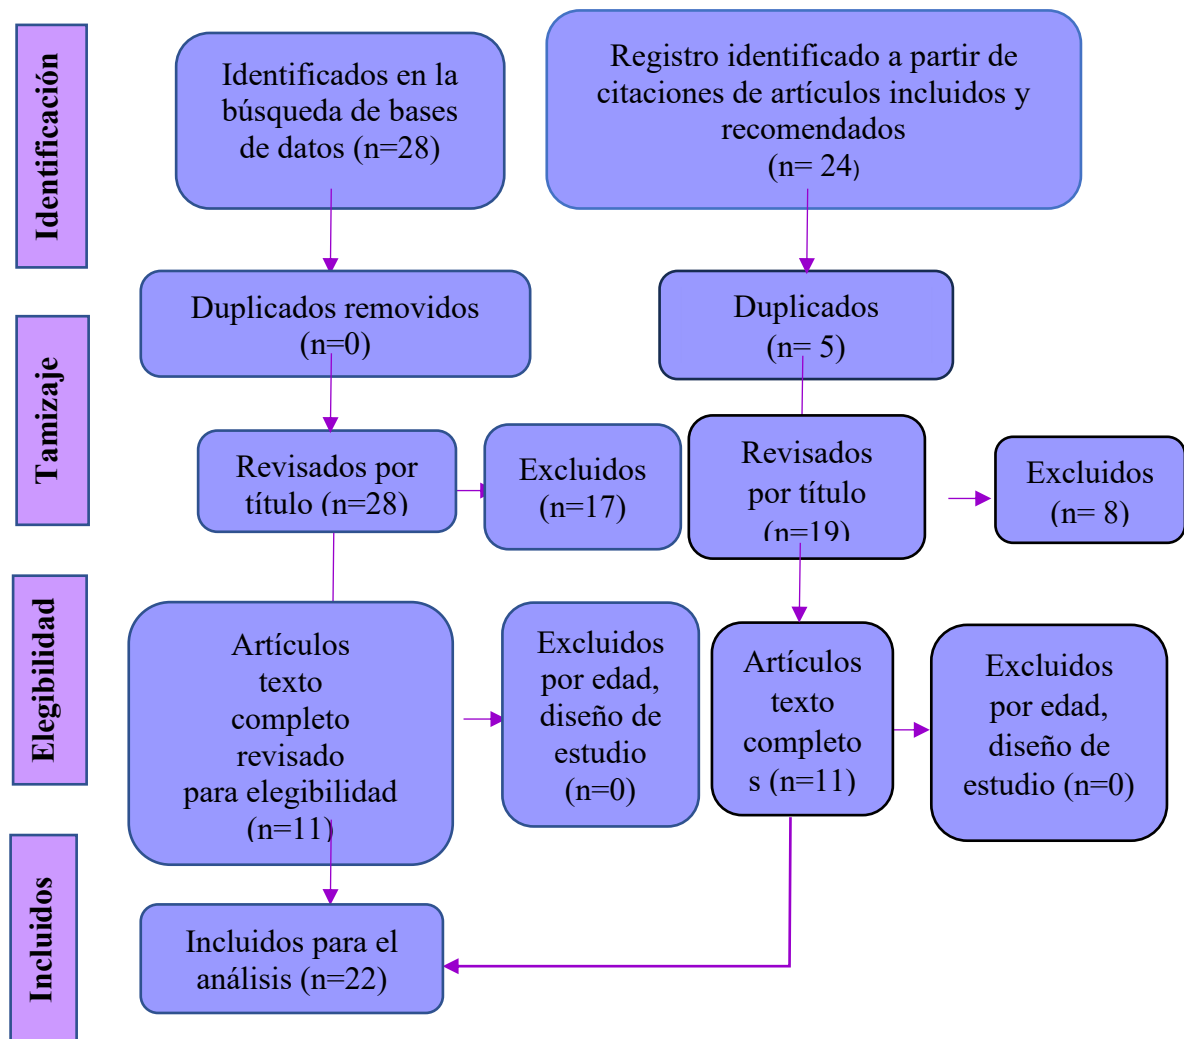 Identificación
Identificados en la
búsqueda de bases
de datos (n=28)
Registro identificado a partir de
citaciones de artículos incluidos y
recomendados
(n= 24)
Duplicados removidos
(n=0)
Duplicados
(n= 5)
Tamizaje
Revisados por
título (n=28)
Excluidos
(n=17)
Revisados
por título
(n=19)
Excluidos
(n= 8)
Elegibilidad
Artículos
texto
completo
revisado
para elegibilidad
(n=11)
Excluidos
por edad,
diseño de
estudio
(n=0)
Artículos
texto
completo
s (n=11)
Excluidos
por edad,
diseño de
estudio (n=0)
Incluidos
Incluidos para el
análisis (n=22)